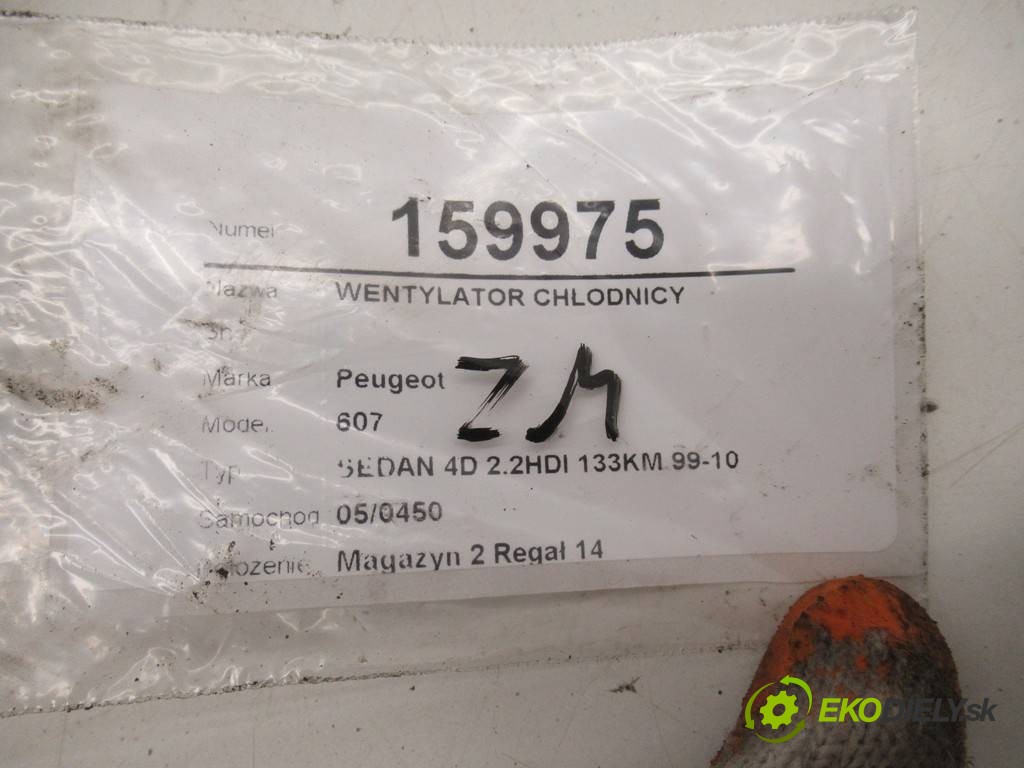 Numer 159975
Nazwa WENTYLATOR CHLODNICY
Marka Peugeot
Model 607
Typ SEDAN 4D 2.2HDI 133KM 99-10
Samochod 05/0450
Magazyn 2 Regał 14
ZM
EKODIELY.sk